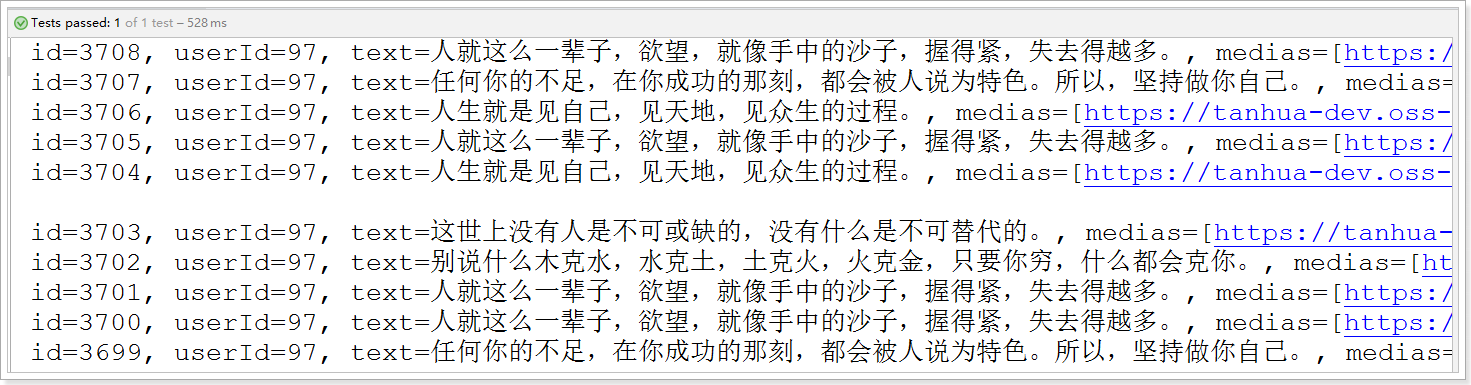 Tests passed: 1 of 1 test – 528 ms
id=3708, userId=97, text=人就这么一辈子，欲望，就像手中的沙子，握得紧，失去得越多。, medias=[https:/
id=3707, userId=97, text=任何你的不足，在你成功的那刻，都会被人说为特色。所以，坚持做你自己。, medias=
id=3706, userId=97, text=人生就是见自己，见天地，见众生的过程。, medias=[https://tanhua-dev.oss-
id=3705, userId=97, text=人就这么一辈子，欲望，就像手中的沙子，握得紧，失去得越多。, medias=[https:/
id=3704, userId=97, text=人生就是见自己，见天地，见众生的过程。, medias=[https://tanhua-dev.oss-
id=3703, userId=97, text=这世上没有人是不可或缺的，没有什么是不可替代的。, medias=[https://tanhua-
id=3702, userId=97, text=别说什么木克水，水克土，土克火，火克金，只要你穷，什么都会克你。, medias=[ht
id=3701, userId=97, text=人就这么一辈子，欲望，就像手中的沙子，握得紧，失去得越多。, medias=[https:/
id=3700, userId=97, text=人就这么一辈子，欲望，就像手中的沙子，握得紧，失去得越多。, medias=[https:/
id=3699, userId=97, text=任何你的不足，在你成功的那刻，都会被人说为特色。所以，坚持做你自己。, medias=